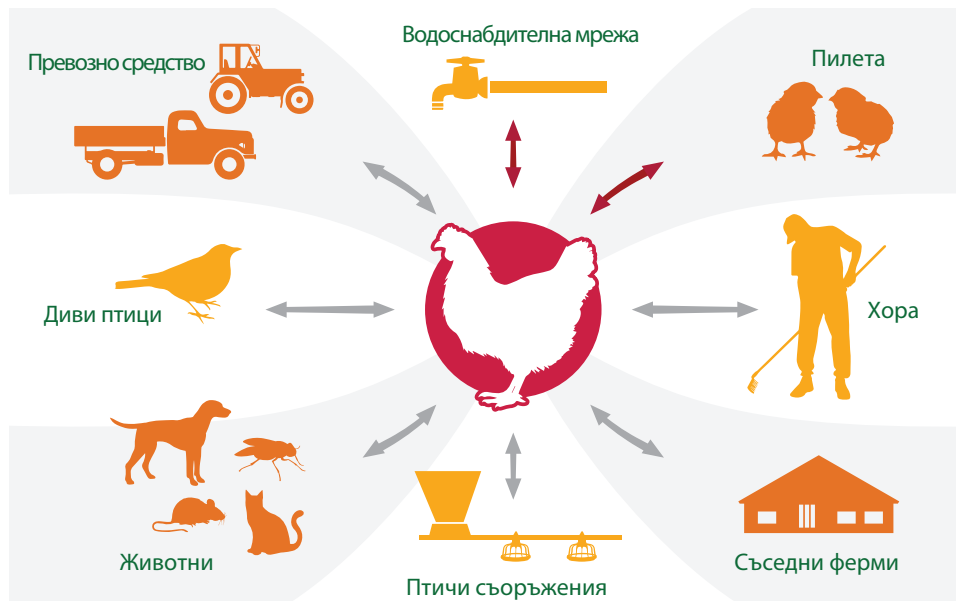 Превозно средство
Водоснабдителна мрежа
Пилета
Диви птици
Хора
Животни
Птичи съоръжения
Съседни ферми